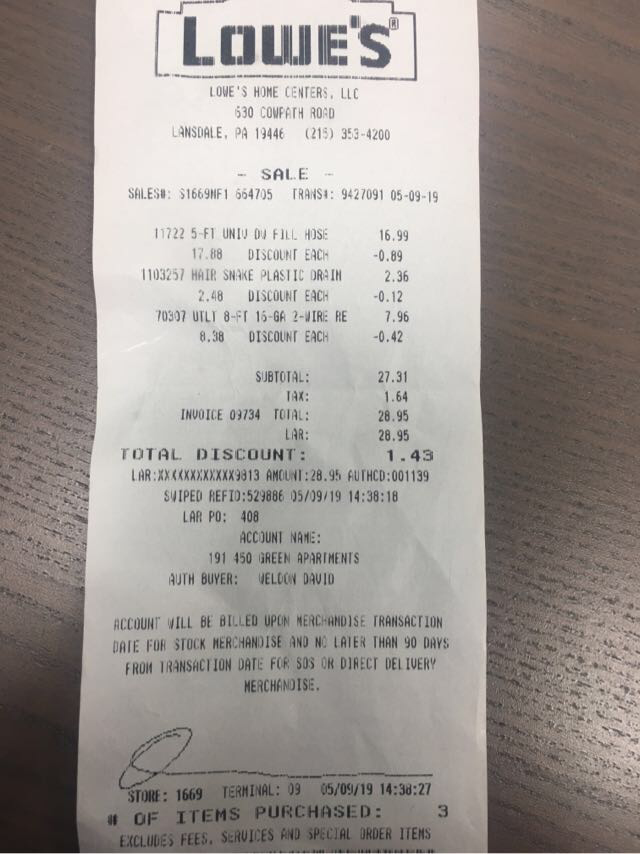 LOWE'S®
LOWE'S HOME CENTERS, LLC
630 COWPATH ROAD
LANSDALE, PA 19446 (215) 353-4200
- SALE -
SALES#: S1669MF1 664705 TRANS#: 9427091 05-09-19
11722 5-FT UNIV DW FILL HOSE 16.99
17.88 DISCOUNT EACH -0.89
1103257 HAIR SNAKE PLASTIC DRAIN 2.36
2.48 DISCOUNT EACH -0.12
70307 UTLT 8-FT 16-GA 2-WIRE RE 7.96
8.38 DISCOUNT EACH -0.42
SUBTOTAL: 27.31
TAX: 1.64
INVOICE 09734 TOTAL: 28.95
LAR: 28.95
TOTAL DISCOUNT: 1.43
LAR:XXXXXXXXXXXX9813 AMOUNT:28.95 AUTHCD:001139
SWIPED REFID:529886 05/09/19 14:38:18
LAR PO: 408
ACCOUNT NAME:
191 450 GREEN APARTMENTS
AUTH BUYER: WELDON DAVID
ACCOUNT WILL BE BILLED UPON MERCHANDISE TRANSACTION
DATE FOR STOCK MERCHANDISE AND NO LATER THAN 90 DAYS
FROM TRANSACTION DATE FOR SOS OR DIRECT DELIVERY
MERCHANDISE.
STORE: 1669 TERMINAL: 09 05/09/19 14:38:27
# OF ITEMS PURCHASED: 3
EXCLUDES FEES, SERVICES AND SPECIAL ORDER ITEMS